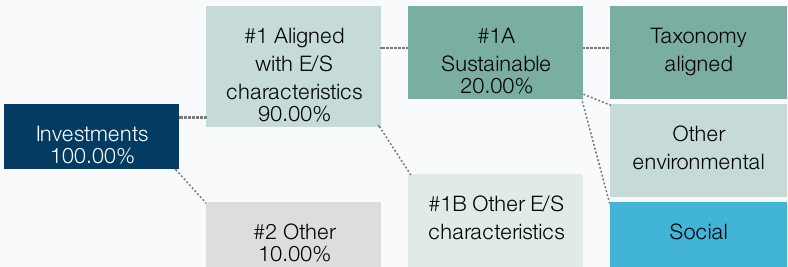 Investments
100.00%
#1 Aligned
with E/S
characteristics
90.00%
#2 Other
10.00%
#1A
Sustainable
20.00%
#1B Other E/S
characteristics
Taxonomy
aligned
Other
environmental
Social